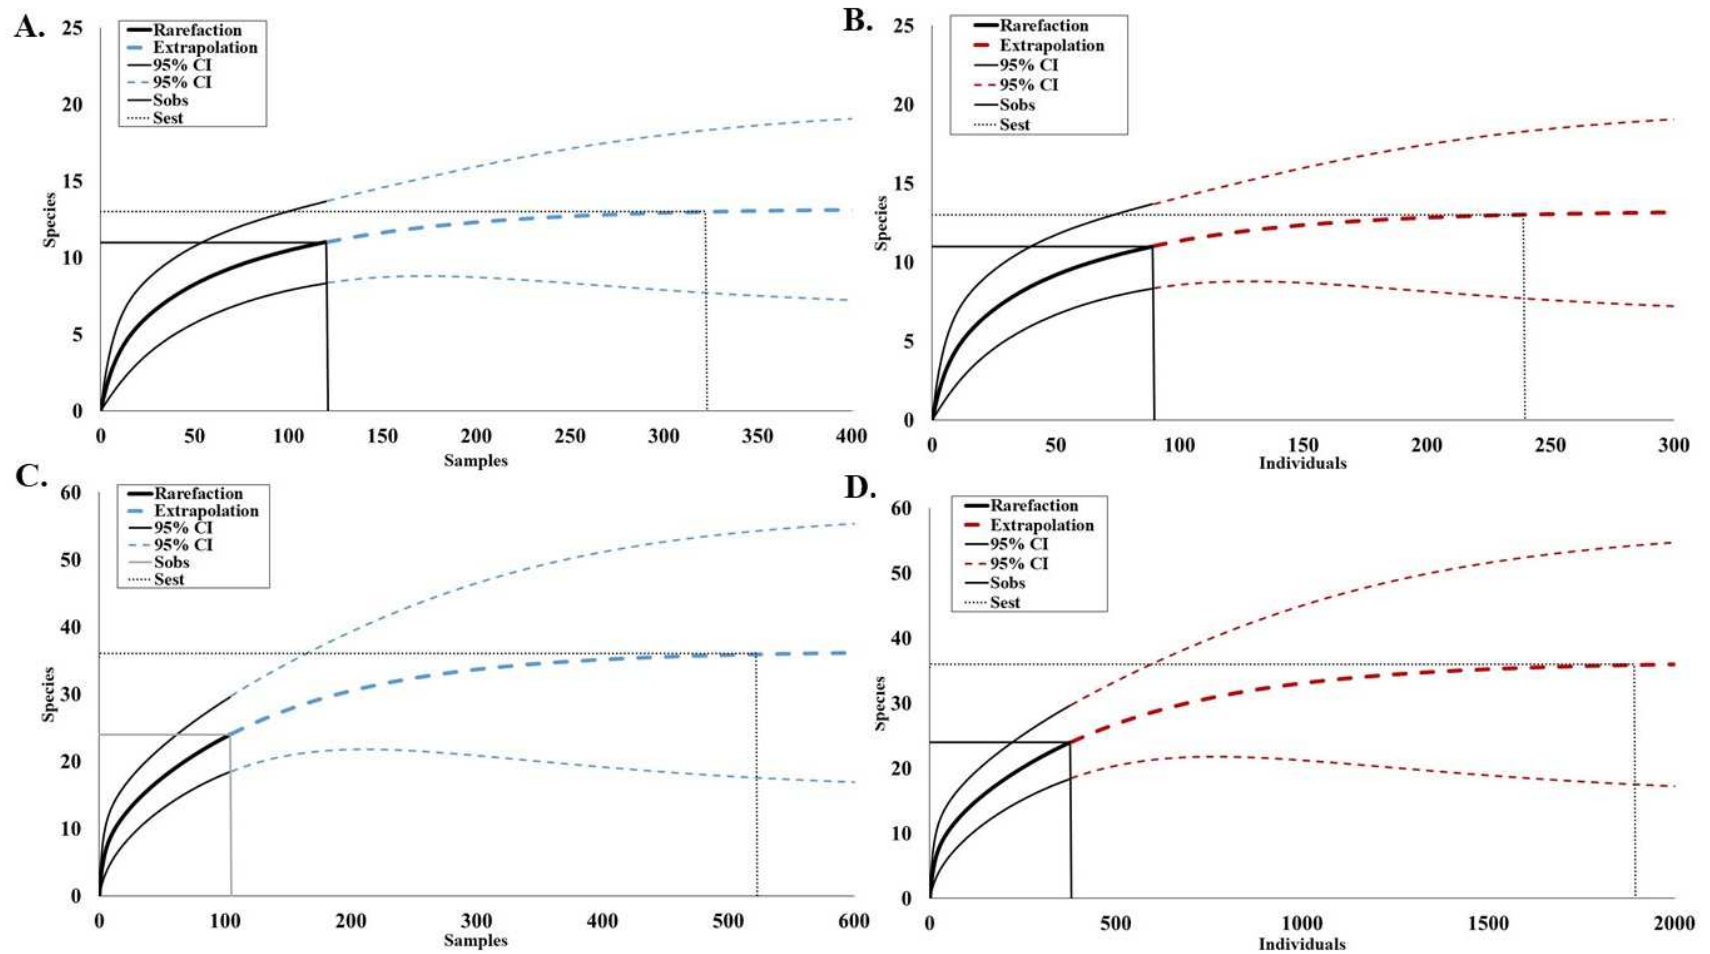 A.
Rarefaction
Extrapolation
95% CI
95% CI
Sobs
Sest
25
20
15
10
5
0
Species
0 50 100 150 200 250 300 350 400
Samples
B.
Rarefaction
Extrapolation
95% CI
95% CI
Sobs
Sest
25
20
15
10
5
0
Species
0 50 100 150 200 250 300
Individuals
C.
Rarefaction
Extrapolation
95% CI
95% CI
Sobs
Sest
60
50
40
30
20
10
0
Species
0 100 200 300 400 500 600
Samples
D.
Rarefaction
Extrapolation
95% CI
95% CI
Sobs
Sest
60
50
40
30
20
10
0
Species
0 500 1000 1500 2000
Individuals